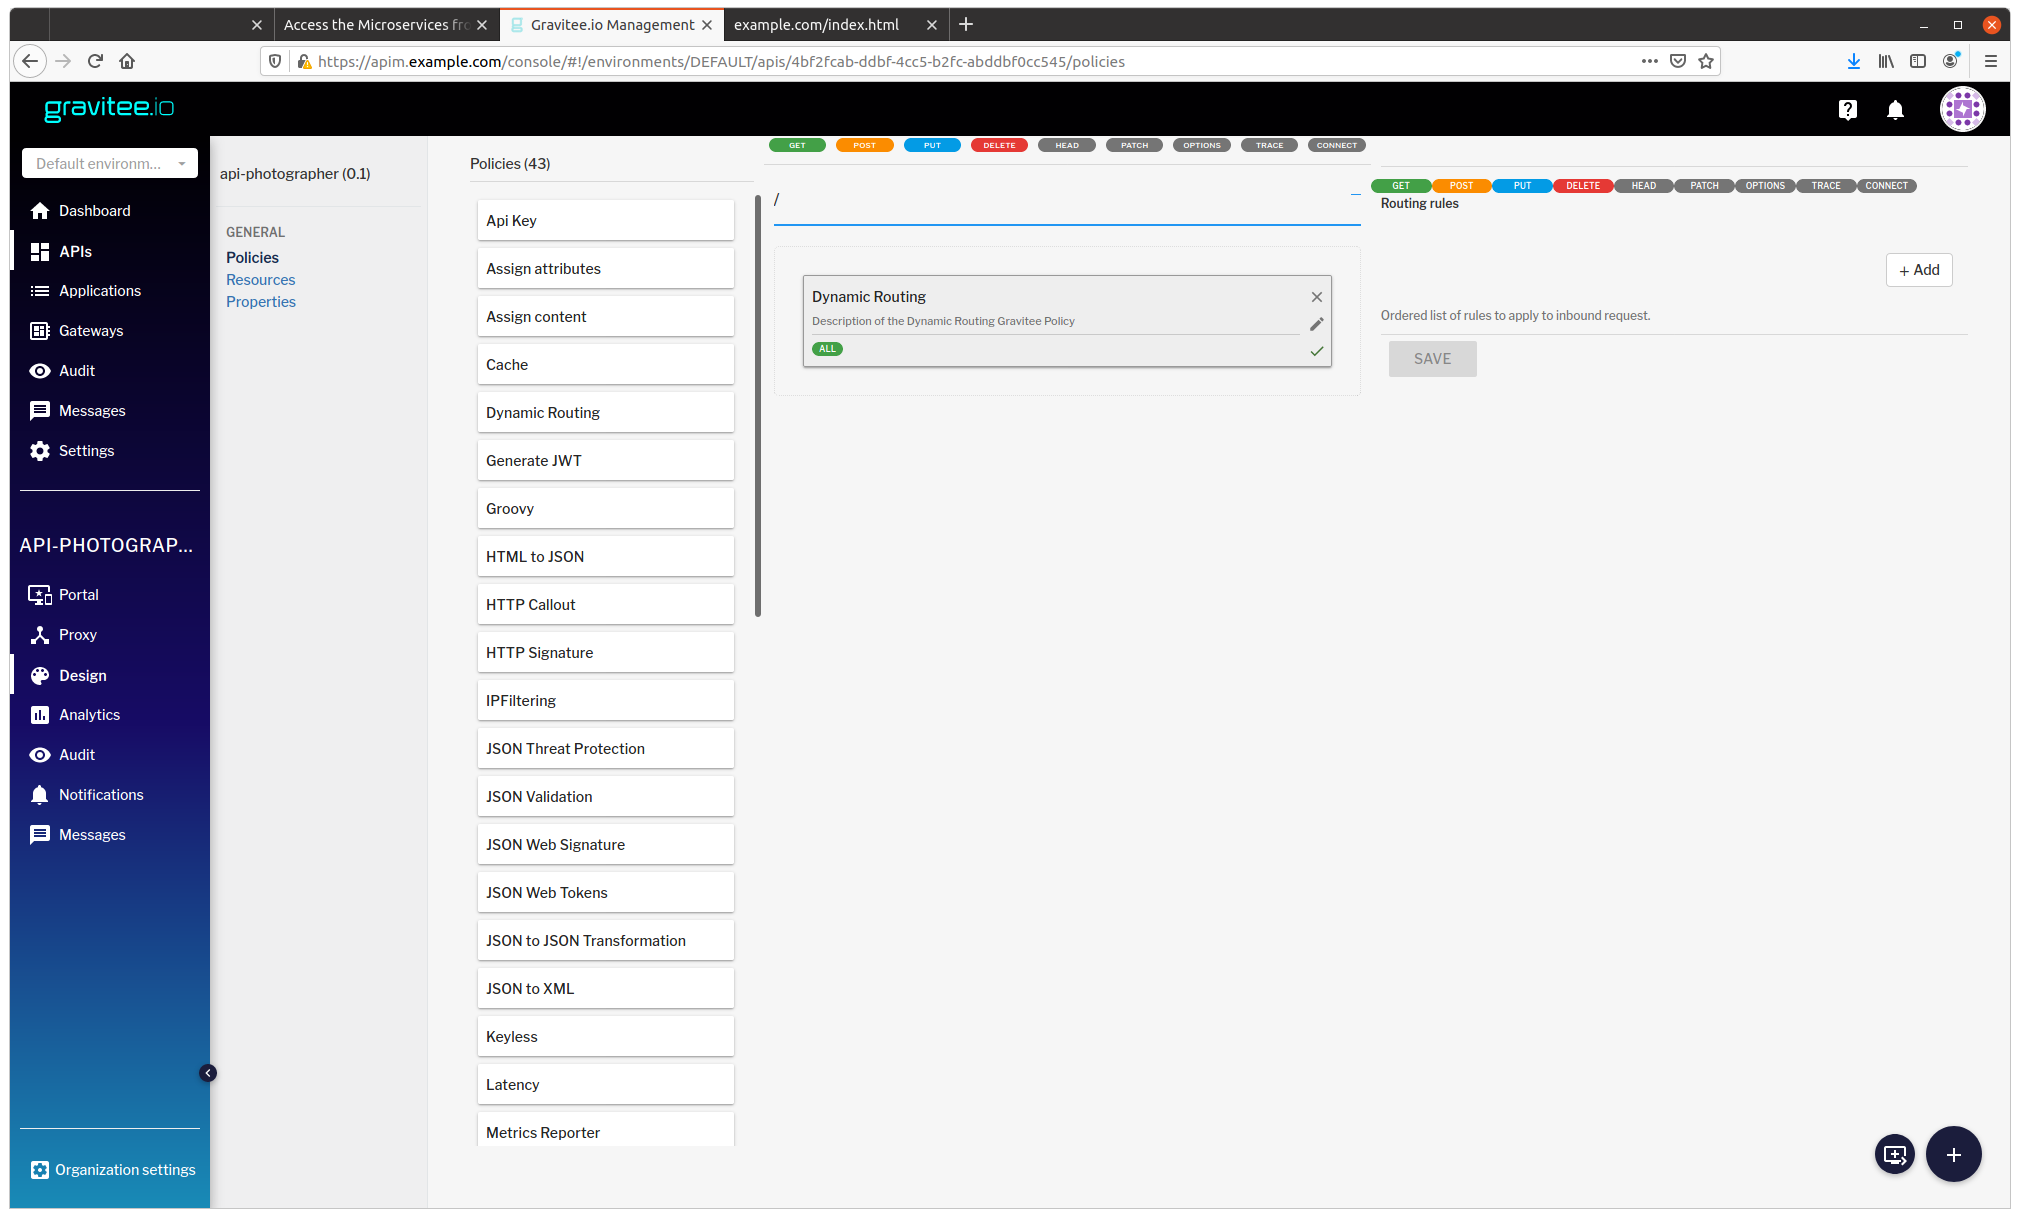 Access the Microservices fro
Gravitee.io Management
example.com/index.html
https://apim.example.com/console/#!/environments/DEFAULT/apis/4bf2fcab-ddbf-4cc5-b2fc-abddbf0cc545/policies
gravitee.io
Default environm...
Dashboard
APIs
Applications
Gateways
Audit
Messages
Settings
API-PHOTOGRAP...
Portal
Proxy
Design
Analytics
Audit
Notifications
Messages
Organization settings
api-photographer (0.1)
GENERAL
Policies
Resources
Properties
Policies (43)
Api Key
Assign attributes
Assign content
Cache
Dynamic Routing
Generate JWT
Groovy
HTML to JSON
HTTP Callout
HTTP Signature
IPFiltering
JSON Threat Protection
JSON Validation
JSON Web Signature
JSON Web Tokens
JSON to JSON Transformation
JSON to XML
Keyless
Latency
Metrics Reporter
GET POST PUT DELETE HEAD PATCH OPTIONS TRACE CONNECT
/
Dynamic Routing
Description of the Dynamic Routing Gravitee Policy
ALL
GET POST PUT DELETE HEAD PATCH OPTIONS TRACE CONNECT
Routing rules
+ Add
Ordered list of rules to apply to inbound request.
SAVE